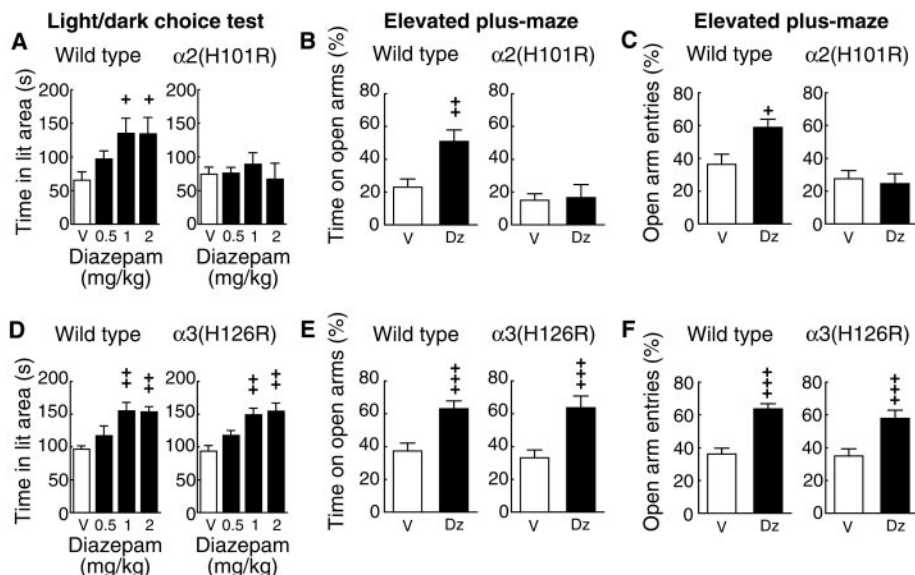 Light/dark choice test
Elevated plus-maze
Elevated plus-maze
A
Wild type
α2(H101R)
Time in lit area (s)
200
150
100
50
0
200
150
100
50
0
+
+
V 0.5 1 2
V 0.5 1 2
Diazepam
(mg/kg)
Diazepam
(mg/kg)
B
Wild type
α2(H101R)
Time on open arms (%)
80
60
40
20
0
80
60
40
20
0
++
V Dz
V Dz
C
Wild type
α2(H101R)
Open arm entries (%)
80
60
40
20
0
80
60
40
20
0
+
V Dz
V Dz
D
Wild type
α3(H126R)
Time in lit area (s)
200
150
100
50
0
200
150
100
50
0
++
++
++
++
V 0.5 1 2
V 0.5 1 2
Diazepam
(mg/kg)
Diazepam
(mg/kg)
E
Wild type
α3(H126R)
Time on open arms (%)
80
60
40
20
0
80
60
40
20
0
+++
+++
V Dz
V Dz
F
Wild type
α3(H126R)
Open arm entries (%)
80
60
40
20
0
80
60
40
20
0
+++
+++
V Dz
V Dz